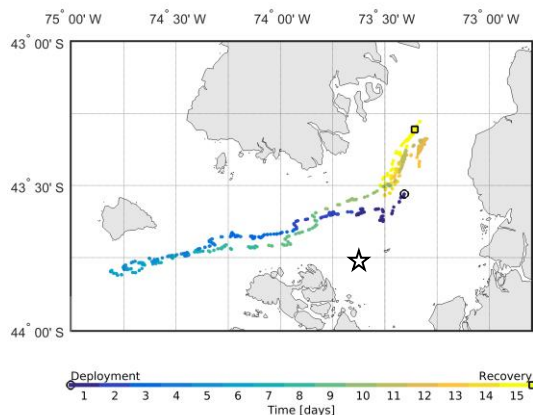 75° 00' W 74° 30' W 74° 00' W 73° 30' W 73° 00' W
43° 00' S
43° 30' S
44° 00' S
Deployment Recovery
1 2 3 4 5 6 7 8 9 10 11 12 13 14 15
Time [days]